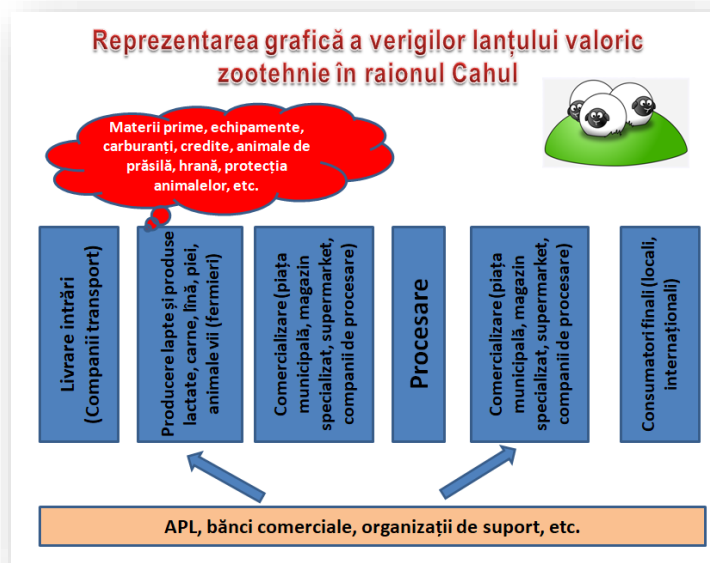 Reprezentarea grafică a verigilor lanțului valoric
zootehnie în raionul Cahul
Materii prime, echipamente,
carburanți, credite, animale de
prăsilă, hrană, protecția
animalelor, etc.
Livrare intrări
(Companii transport)
Producere lapte și produse
lactate, carne, lînă, piei,
animale vii (fermieri)
Comercializare (piața
municipală, magazin
specializat, supermarket,
companii de procesare)
Procesare
Comercializare (piața
municipală, magazin
specializat, supermarket,
companii de procesare)
Consumatori finali (locali,
internaționali)
APL, bănci comerciale, organizații de suport, etc.